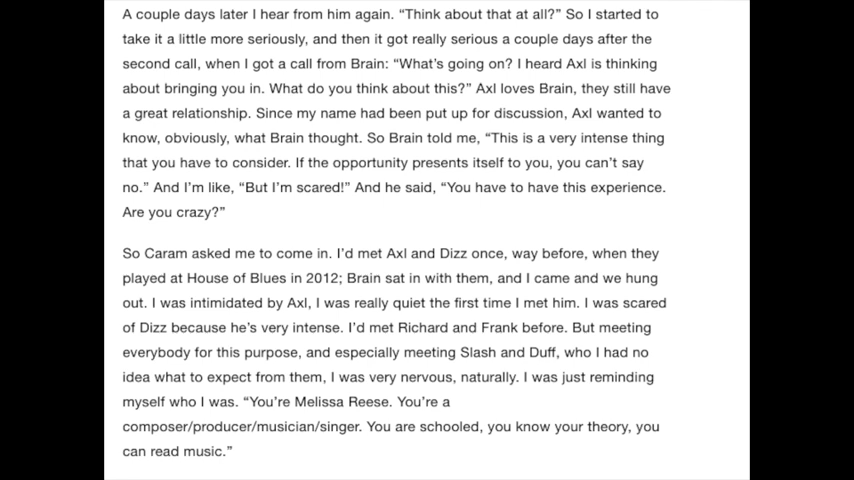 A couple days later I hear from him again. “Think about that at all?” So I started to
take it a little more seriously, and then it got really serious a couple days after the
second call, when I got a call from Brain: “What’s going on? I heard Axl is thinking
about bringing you in. What do you think about this?” Axl loves Brain, they still have
a great relationship. Since my name had been put up for discussion, Axl wanted to
know, obviously, what Brain thought. So Brain told me, “This is a very intense thing
that you have to consider. If the opportunity presents itself to you, you can’t say
no.” And I’m like, “But I’m scared!” And he said, “You have to have this experience.
Are you crazy?”
So Caram asked me to come in. I’d met Axl and Dizz once, way before, when they
played at House of Blues in 2012; Brain sat in with them, and I came and we hung
out. I was intimidated by Axl, I was really quiet the first time I met him. I was scared
of Dizz because he’s very intense. I’d met Richard and Frank before. But meeting
everybody for this purpose, and especially meeting Slash and Duff, who I had no
idea what to expect from them, I was very nervous, naturally. I was just reminding
myself who I was. “You’re Melissa Reese. You’re a
composer/producer/musician/singer. You are schooled, you know your theory, you
can read music.”